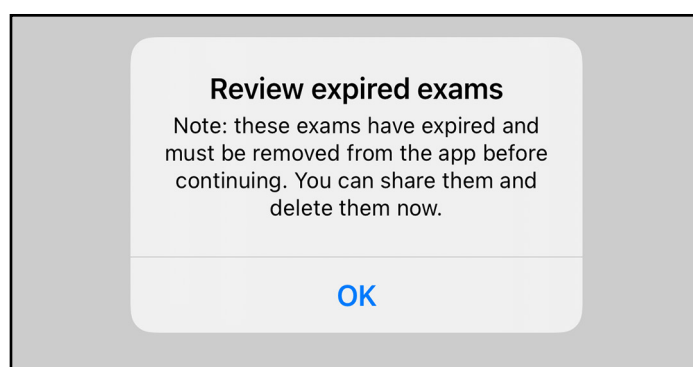 Review expired exams
Note: these exams have expired and
must be removed from the app before
continuing. You can share them and
delete them now.
OK